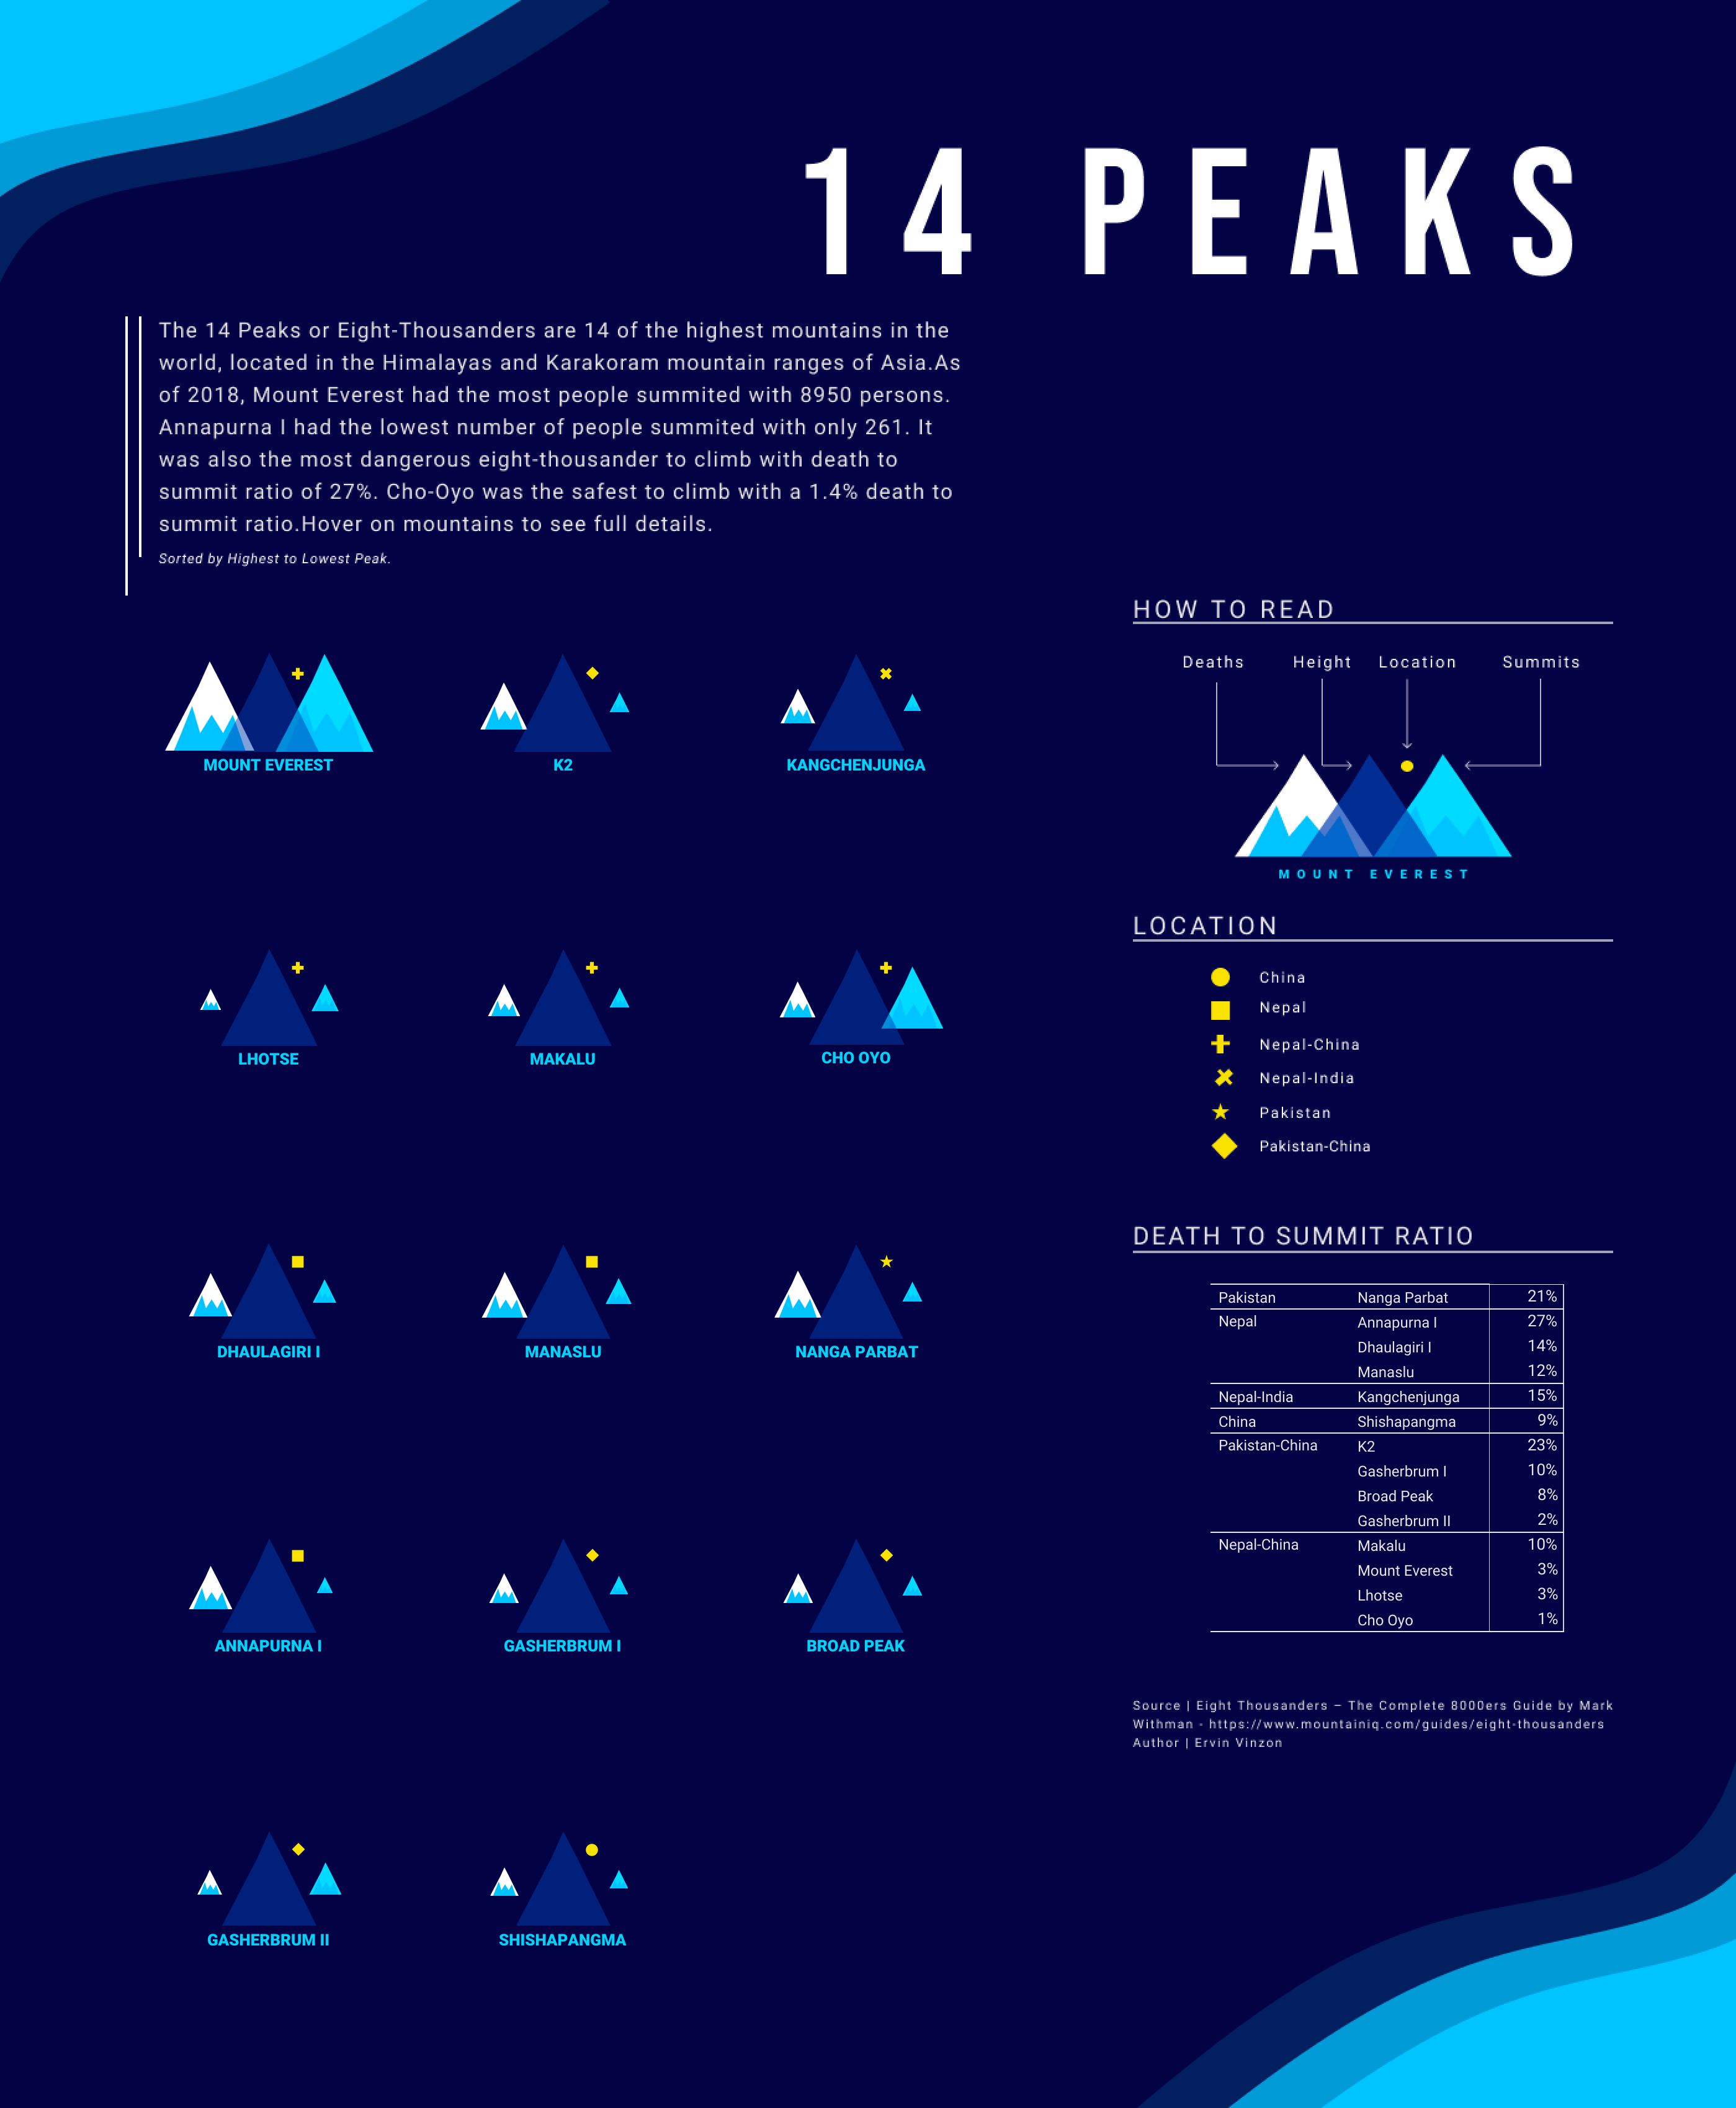 14 PEAKS
The 14 Peaks or Eight-Thousanders are 14 of the highest mountains in the
world, located in the Himalayas and Karakoram mountain ranges of Asia.As
of 2018, Mount Everest had the most people summited with 8950 persons.
Annapurna I had the lowest number of people summited with only 261. It
was also the most dangerous eight-thousander to climb with death to
summit ratio of 27%. Cho-Oyo was the safest to climb with a 1.4% death to
summit ratio.Hover on mountains to see full details.
Sorted by Highest to Lowest Peak.
MOUNT EVEREST
K2
KANGCHENJUNGA
LHOTSE
MAKALU
CHO OYO
DHAULAGIRI I
MANASLU
NANGA PARBAT
ANNAPURNA I
GASHERBRUM I
BROAD PEAK
GASHERBRUM II
SHISHAPANGMA
HOW TO READ
Deaths Height Location Summits
MOUNT EVEREST
LOCATION
China
Nepal
Nepal-China
Nepal-India
Pakistan
Pakistan-China
DEATH TO SUMMIT RATIO
Pakistan Nanga Parbat 21%
Nepal Annapurna I 27%
Dhaulagiri I 14%
Manaslu 12%
Nepal-India Kangchenjunga 15%
China Shishapangma 9%
Pakistan-China K2 23%
Gasherbrum I 10%
Broad Peak 8%
Gasherbrum II 2%
Nepal-China Makalu 10%
Mount Everest 3%
Lhotse 3%
Cho Oyo 1%
Source | Eight Thousanders – The Complete 8000ers Guide by Mark
Withman - https://www.mountainiq.com/guides/eight-thousanders
Author | Ervin Vinzon